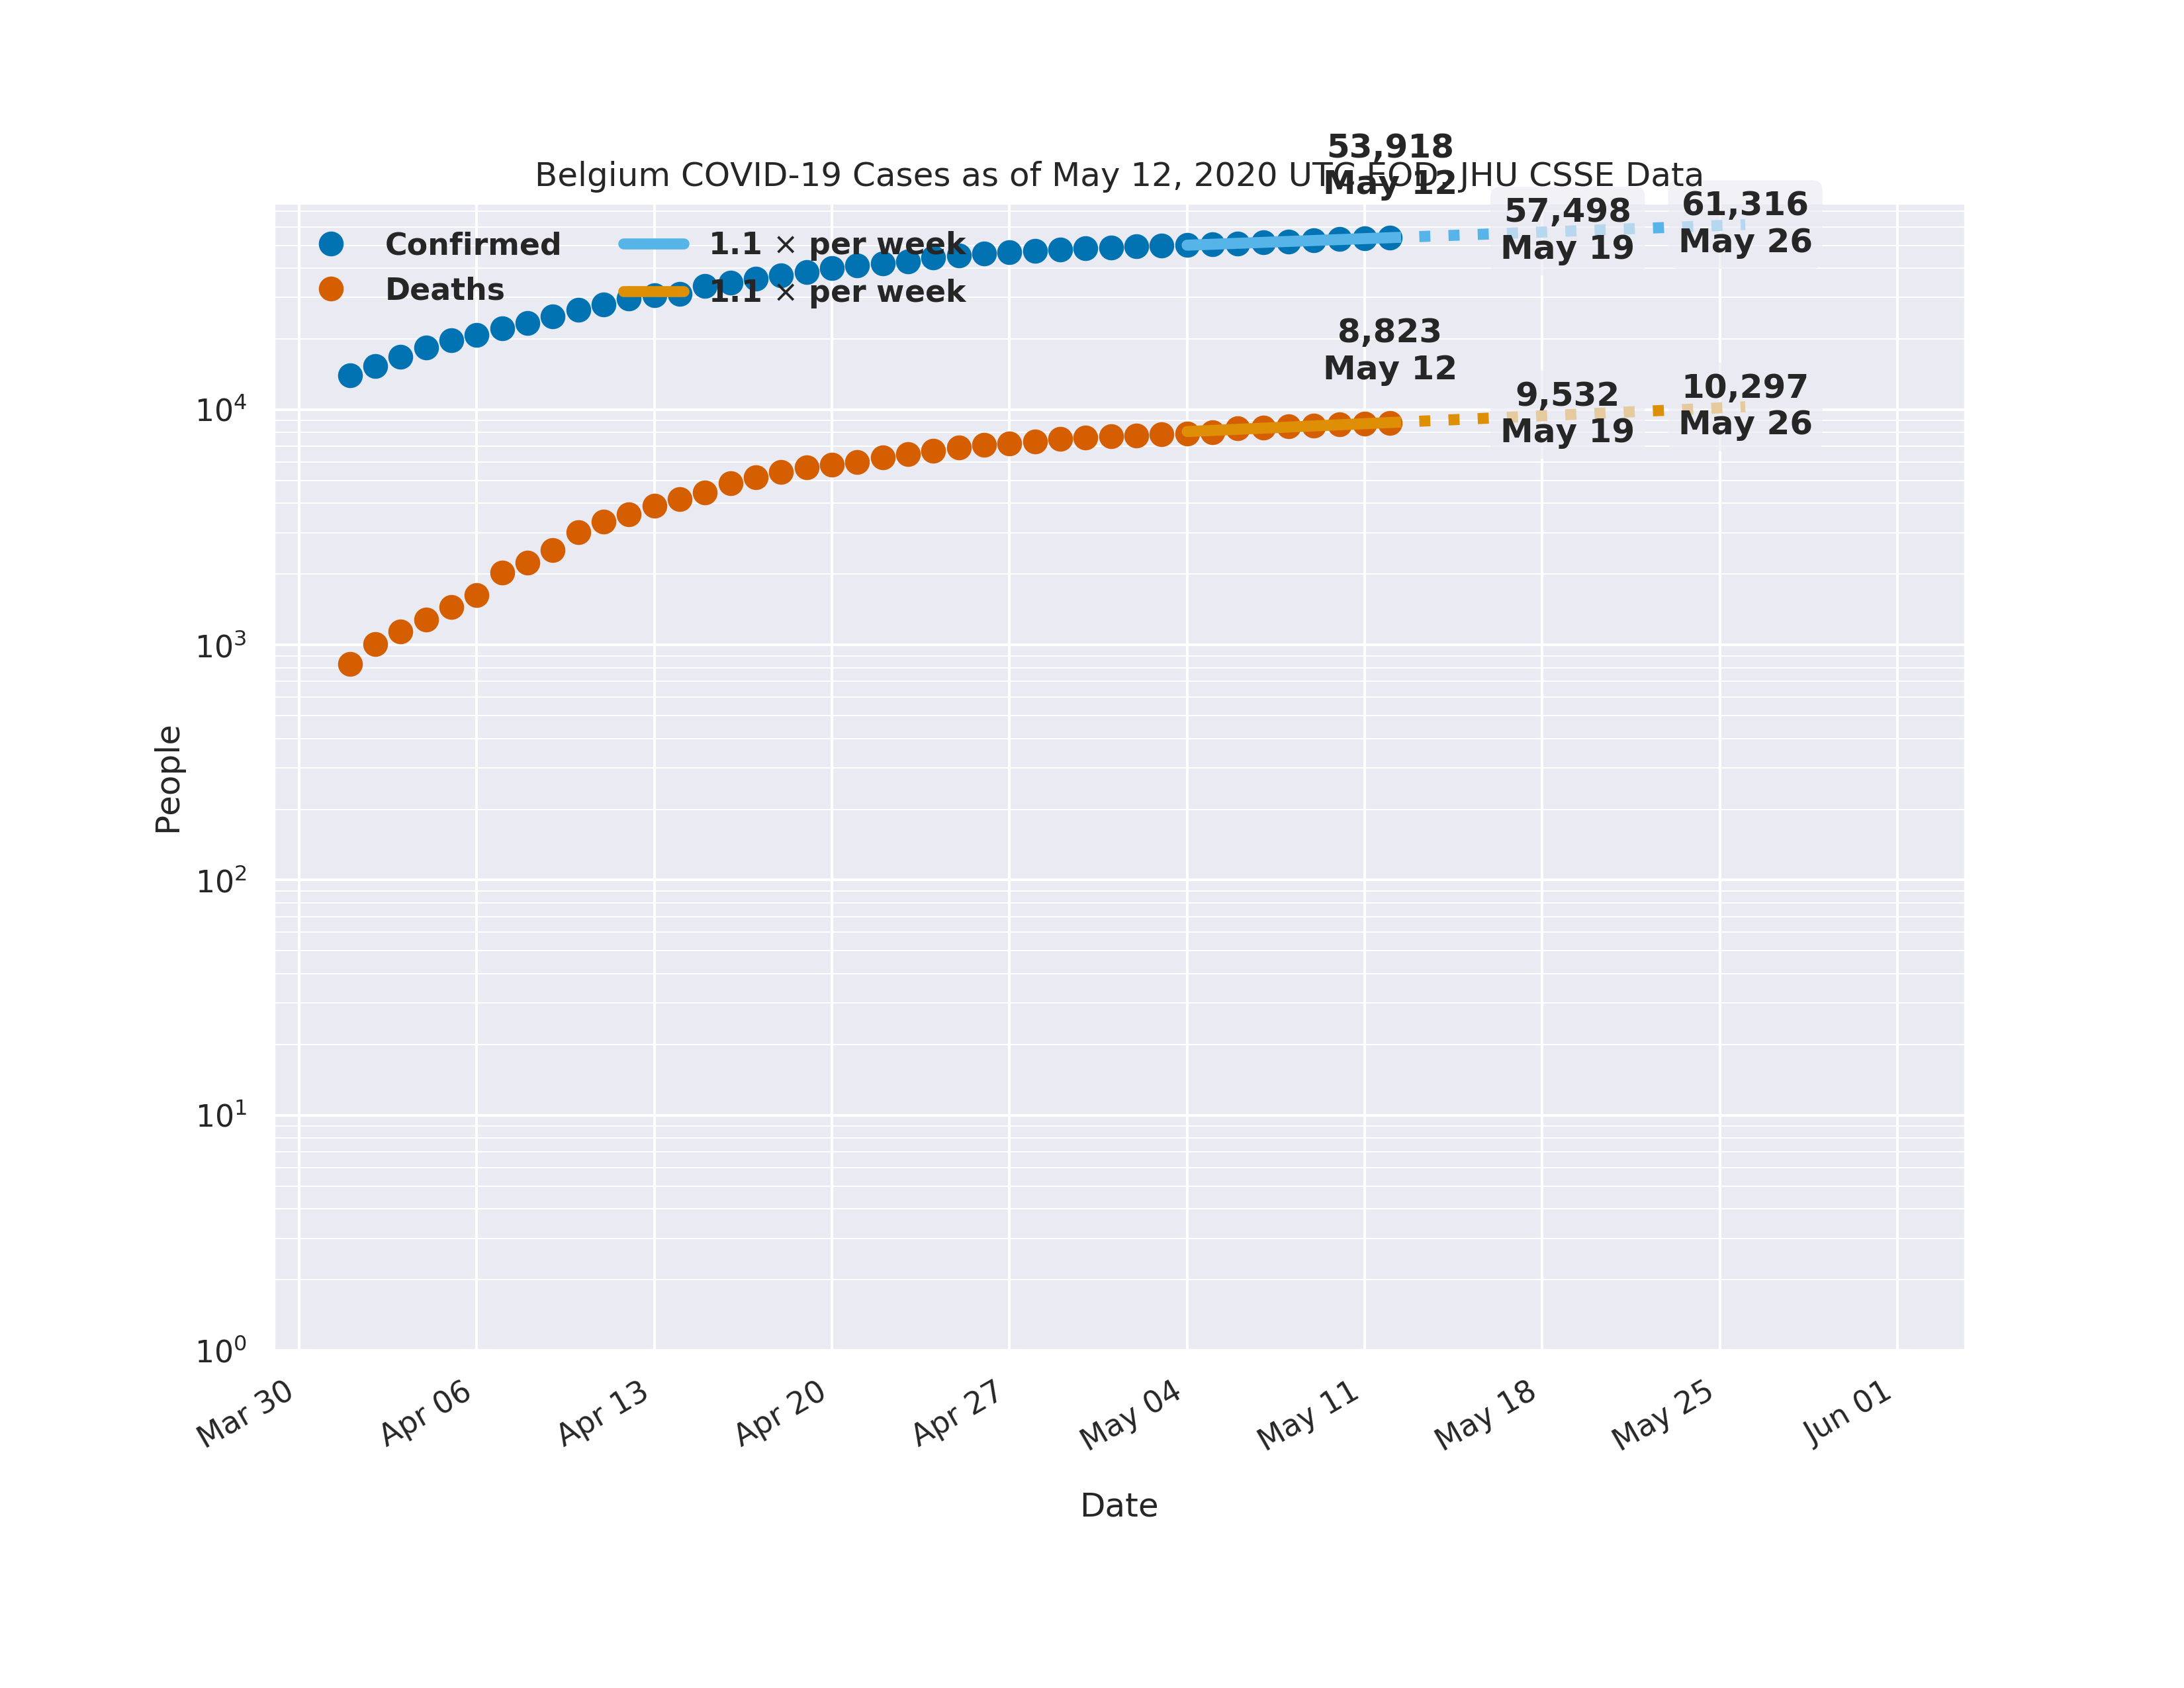 53,918
May 12
Belgium COVID-19 Cases as of May 12, 2020 UTC EOD, JHU CSSE Data
57,498
May 19
61,316
May 26
Confirmed
Deaths
1.1 × per week
1.1 × per week
8,823
May 12
9,532
May 19
10,297
May 26
People
10⁴
10³
10²
10¹
10⁰
Mar 30
Apr 06
Apr 13
Apr 20
Apr 27
May 04
May 11
May 18
May 25
Jun 01
Date